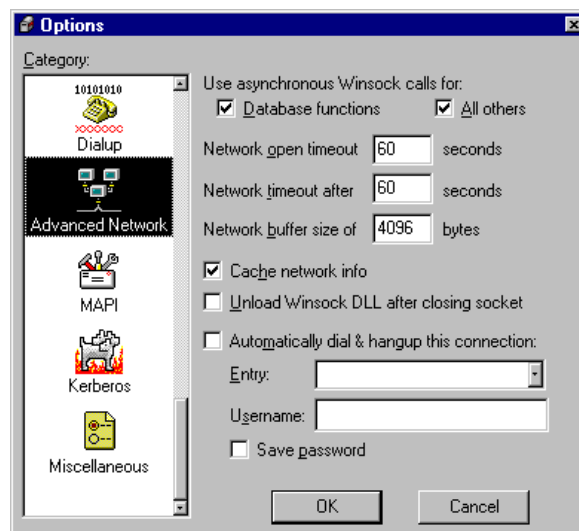 Options
Category:
10101010
xxxxxxx
Dialup
Advanced Network
MAPI
Kerberos
Miscellaneous
Use asynchronous Winsock calls for:
Database functions
All others
Network open timeout 60 seconds
Network timeout after 60 seconds
Network buffer size of 4096 bytes
Cache network info
Unload Winsock DLL after closing socket
Automatically dial & hangup this connection:
Entry:
Username:
Save password
OK
Cancel